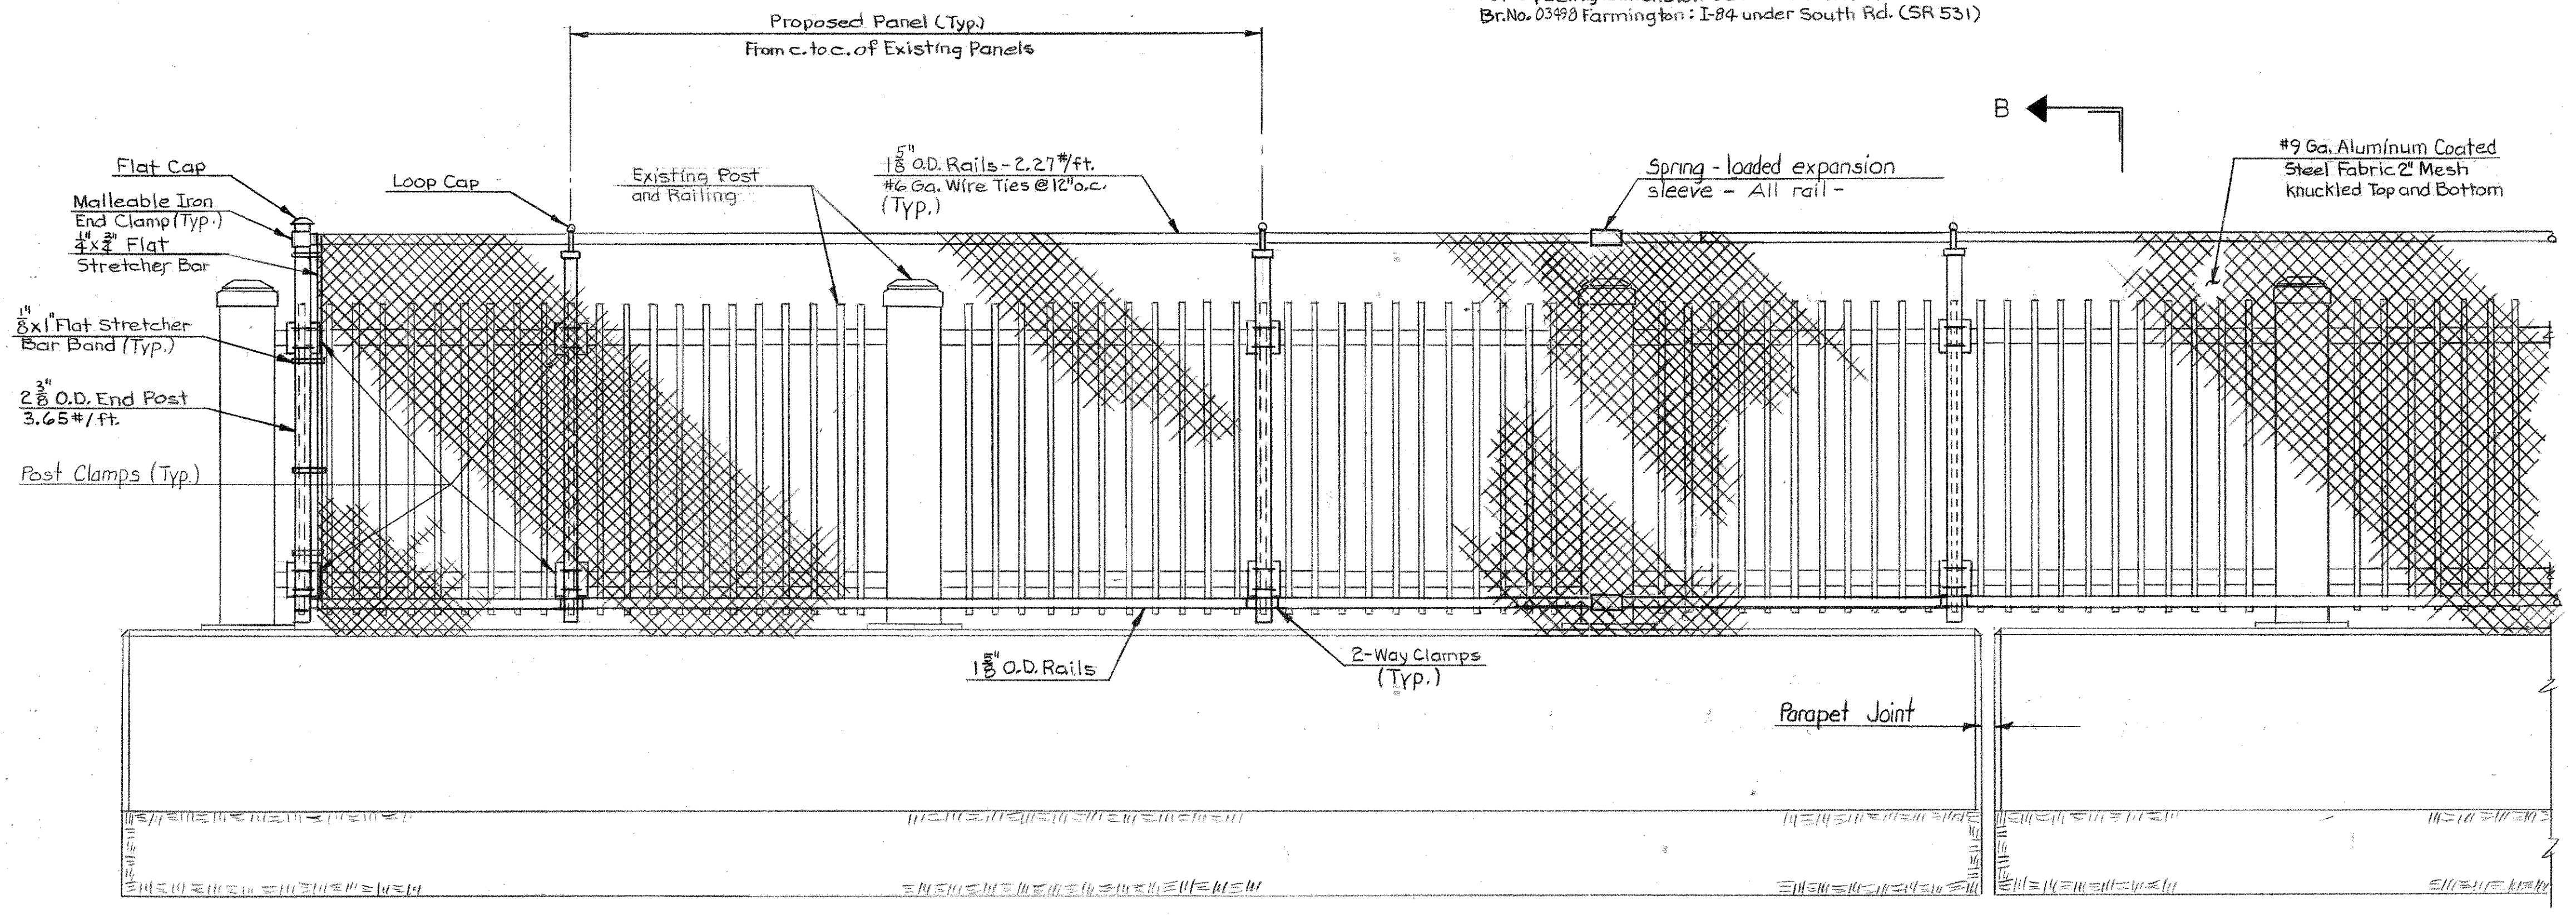 Br.No. 03498 Farmington: I-84 under South Rd. (SR 531)
Proposed Panel (Typ.)
From c. to c. of Existing Panels
B
Flat Cap
Malleable Iron
End Clamp (Typ.)
1/4" x 3/4" Flat
Stretcher Bar
1/8" x 1" Flat Stretcher
Bar Band (Typ.)
2 3/8" O.D. End Post
3.65#/ft.
Post Clamps (Typ.)
Loop Cap
Existing Post
and Railing
1 5/8" O.D. Rails - 2.27#/ft.
#6 Ga. Wire Ties @ 12" o.c.
(Typ.)
Spring - loaded expansion
sleeve - All rail -
#9 Ga. Aluminum Coated
Steel Fabric 2" Mesh
knuckled Top and Bottom
1 5/8" O.D. Rails
2-Way Clamps
(Typ.)
Parapet Joint